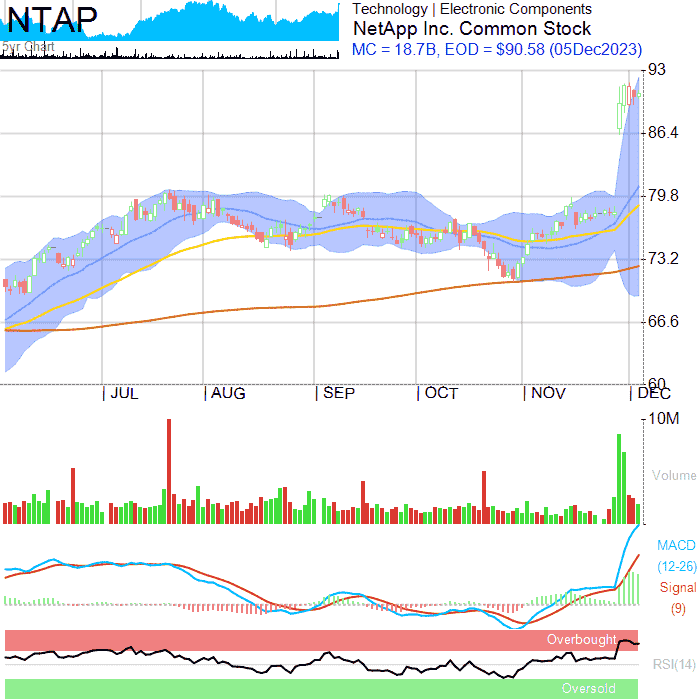 NTAP
5yr Chart
Technology | Electronic Components
NetApp Inc. Common Stock
MC = 18.7B, EOD = $90.58 (05Dec2023)
93
86.4
79.8
73.2
66.6
60
JUL
AUG
SEP
OCT
NOV
DEC
10M
Volume
MACD
(12-26)
Signal
(9)
Overbought
RSI(14)
Oversold